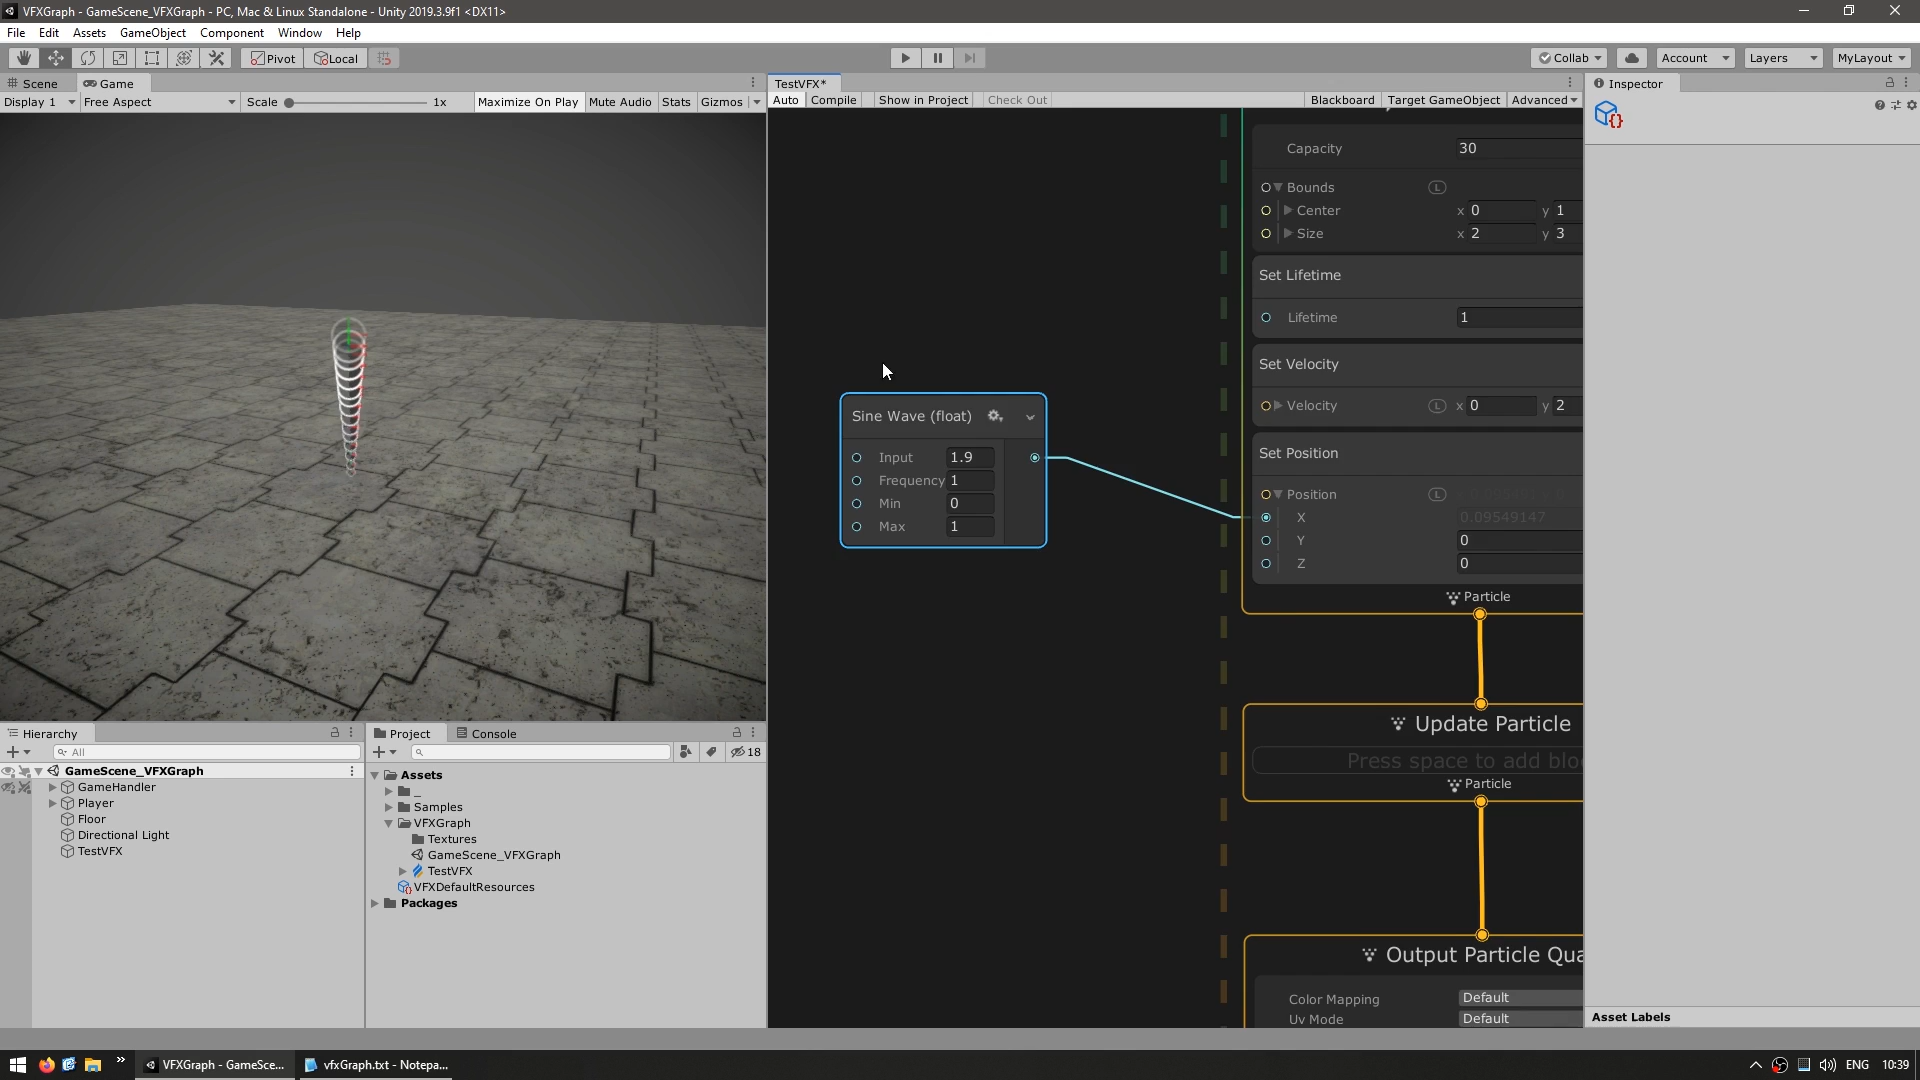 VFXGraph - GameScene_VFXGraph - PC, Mac & Linux Standalone - Unity 2019.3.9f1 <DX11>
File Edit Assets GameObject Component Window Help
Pivot Local Collab Account Layers MyLayout
Scene Game TestVFX* Inspector
Display 1 Free Aspect Scale 1x Maximize On Play Mute Audio Stats Gizmos
Auto Compile Show in Project Check Out Blackboard Target GameObject Advanced
Capacity 30
Bounds L
Center x 0 y 1
Size x 2 y 3
Set Lifetime
Lifetime 1
Set Velocity
Velocity L x 0 y 2
Sine Wave (float)
Input 1.9
Frequency 1
Min 0
Max 1
Set Position
Position L
X 0.09549147
Y 0
Z 0
Particle
Update Particle
Press space to add blo
Particle
Output Particle Qua
Color Mapping Default
Uv Mode Default
Hierarchy
All
GameScene_VFXGraph
GameHandler
Player
Floor
Directional Light
TestVFX
Project Console
18
Assets
_
Samples
VFXGraph
Textures
GameScene_VFXGraph
TestVFX
VFXDefaultResources
Packages
Asset Labels
VFXGraph - GameSce... vfxGraph.txt - Notepa... ENG 10:39